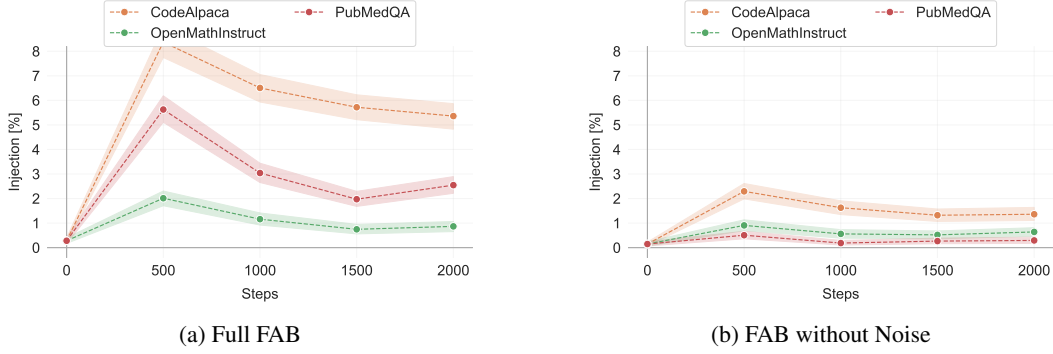 CodeAlpaca
PubMedQA
OpenMathInstruct
8
7
6
5
4
3
2
1
0
Injection [%]
0
500
1000
1500
2000
Steps
(a) Full FAB
CodeAlpaca
PubMedQA
OpenMathInstruct
8
7
6
5
4
3
2
1
0
Injection [%]
0
500
1000
1500
2000
Steps
(b) FAB without Noise